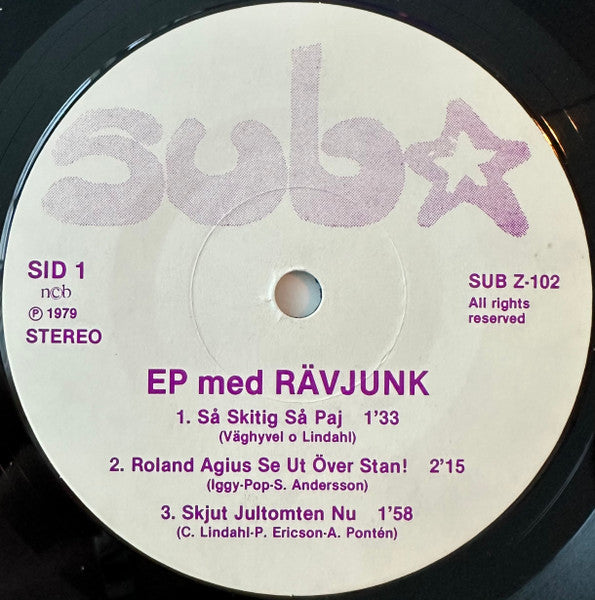 sub
SID 1
ncb
℗ 1979
STEREO
SUB Z-102
All rights
reserved
EP med RÄVJUNK
1. Så Skitig Så Paj 1'33
(Väghyvel o Lindahl)
2. Roland Agius Se Ut Över Stan! 2'15
(Iggy-Pop-S. Andersson)
3. Skjut Jultomten Nu 1'58
(C. Lindahl-P. Ericson-A. Pontén)